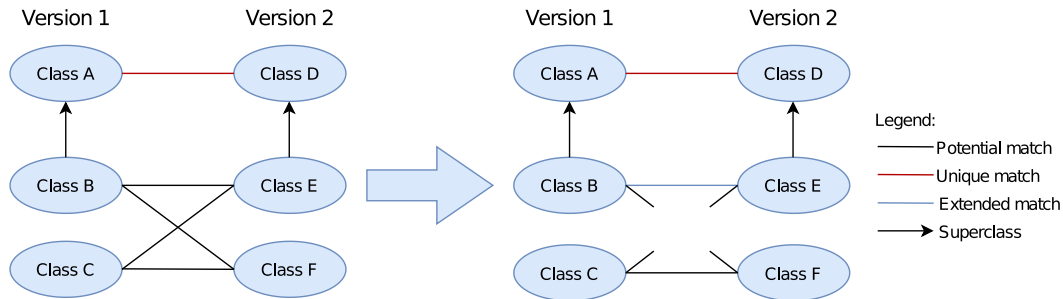 Version 1
Version 2
Class A
Class D
Class B
Class E
Class C
Class F
Version 1
Version 2
Class A
Class D
Class B
Class E
Class C
Class F
Legend:
Potential match
Unique match
Extended match
Superclass